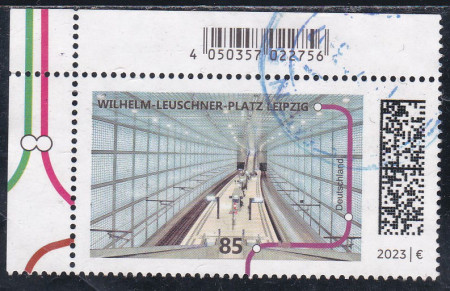 4 050357 022756
WILHELM-LEUSCHNER-PLATZ LEIPZIG
Deutschland
85
2023 | €